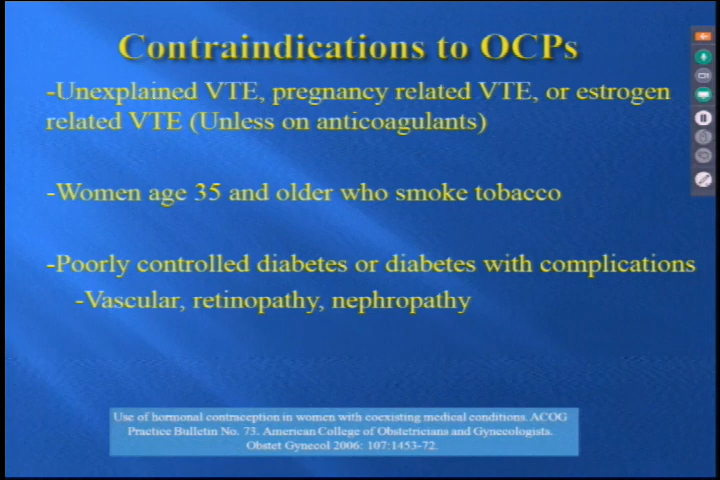 Contraindications to OCPs
-Unexplained VTE, pregnancy related VTE, or estrogen
related VTE (Unless on anticoagulants)
-Women age 35 and older who smoke tobacco
-Poorly controlled diabetes or diabetes with complications
-Vascular, retinopathy, nephropathy
Use of hormonal contraception in women with coexisting medical conditions. ACOG
Practice Bulletin No. 73. American College of Obstetricians and Gynecologists.
Obstet Gynecol 2006: 107:1453-72.